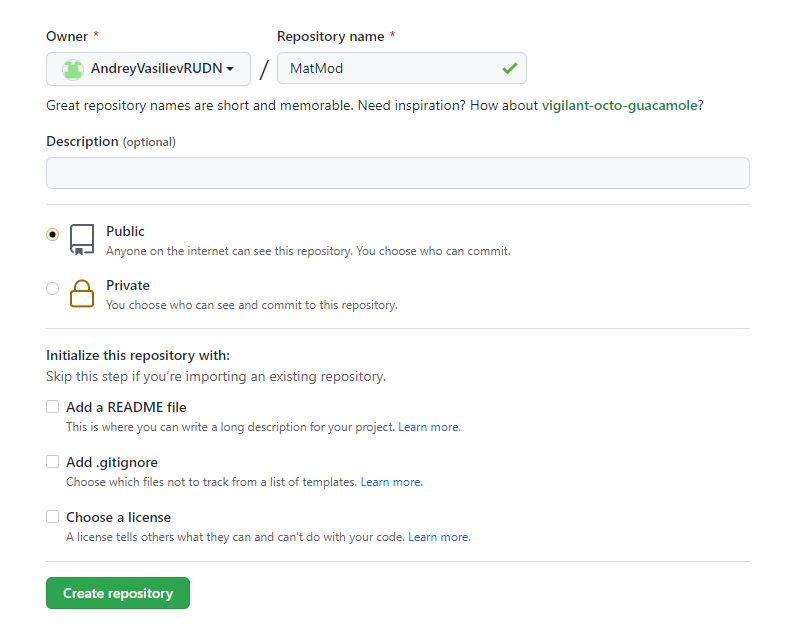 Owner * Repository name *
AndreyVasilievRUDN / MatMod
Great repository names are short and memorable. Need inspiration? How about vigilant-octo-guacamole?
Description (optional)
Public
Anyone on the internet can see this repository. You choose who can commit.
Private
You choose who can see and commit to this repository.
Initialize this repository with:
Skip this step if you're importing an existing repository.
Add a README file
This is where you can write a long description for your project. Learn more.
Add .gitignore
Choose which files not to track from a list of templates. Learn more.
Choose a license
A license tells others what they can and can't do with your code. Learn more.
Create repository